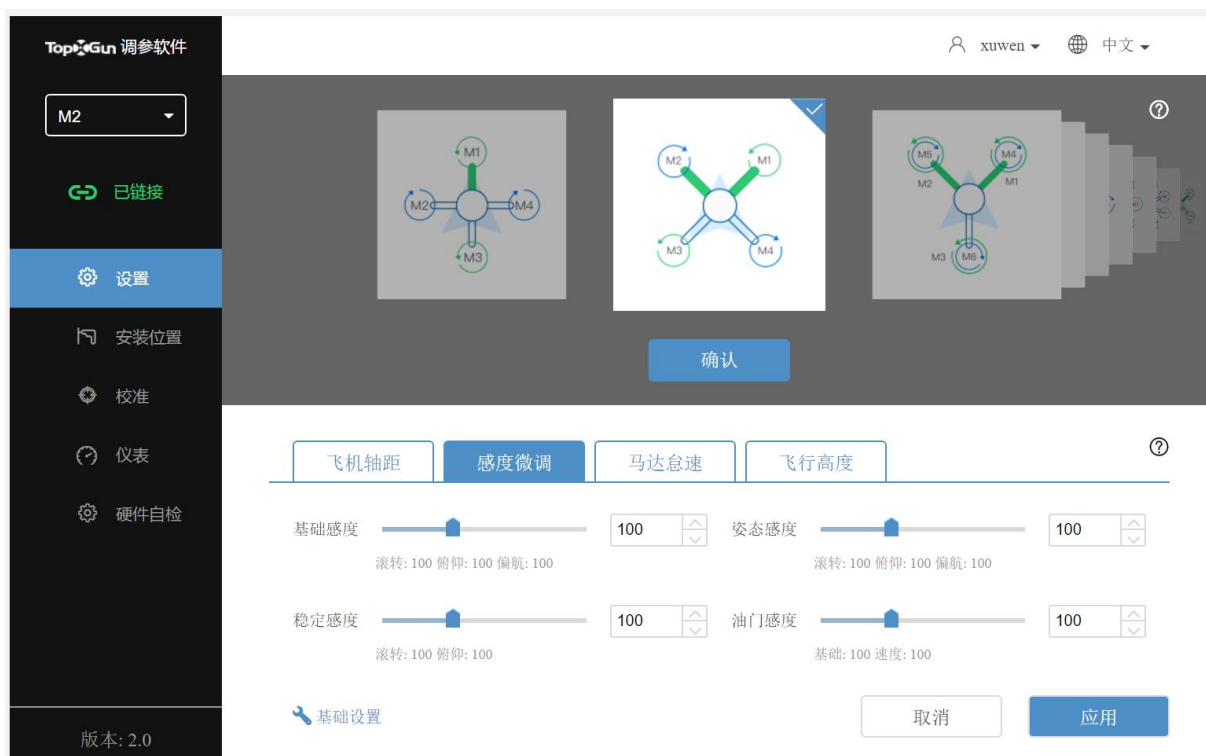 TopXGun 调参软件
xuwen
中文
M2
已链接
设置
安装位置
校准
仪表
硬件自检
版本: 2.0
M1
M2
M4
M3
M2
M1
M3
M4
M5
M4
M2
M1
M3
M6
确认
飞机轴距
感度微调
马达怠速
飞行高度
基础感度
100
滚转: 100 俯仰: 100 偏航: 100
姿态感度
100
滚转: 100 俯仰: 100 偏航: 100
稳定感度
100
滚转: 100 俯仰: 100
油门感度
100
基础: 100 速度: 100
基础设置
取消
应用